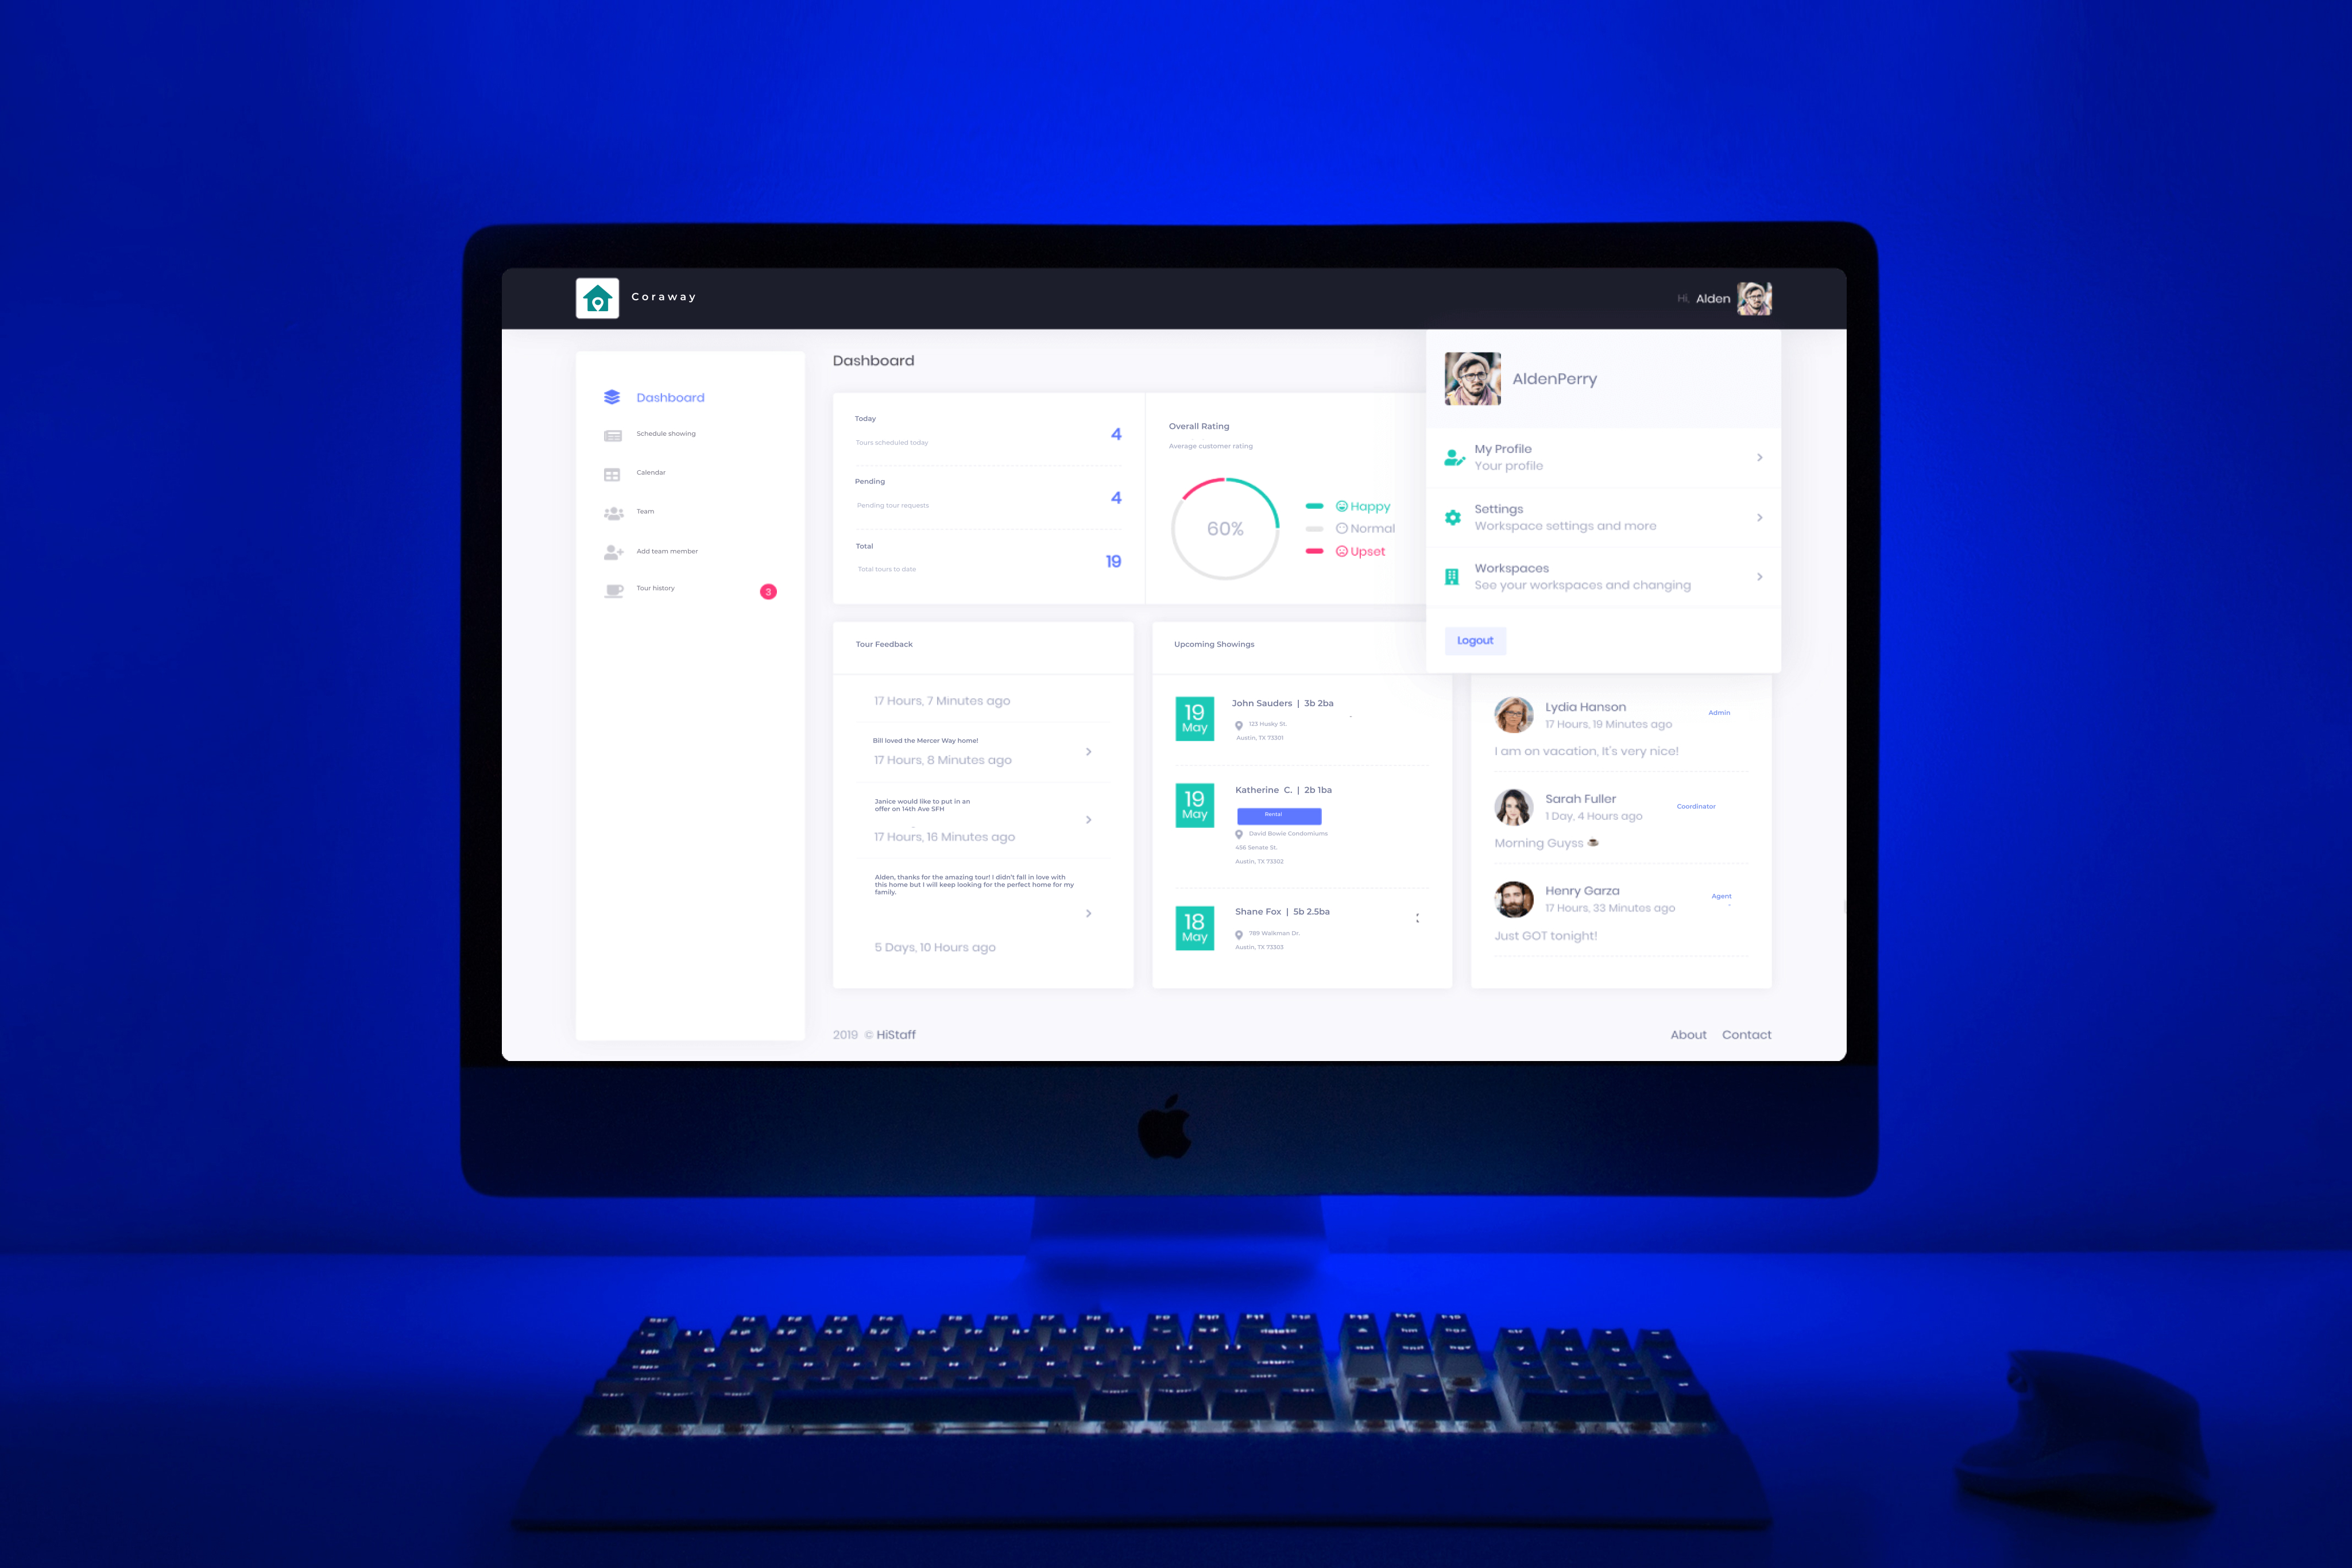 Coraway
Hi, Alden
Dashboard
Schedule showing
Calendar
Team
Add team member
Tour history
3
Dashboard
Today
Tours scheduled today
4
Pending
Pending tour requests
4
Total
Total tours to date
19
Overall Rating
Average customer rating
60%
Happy
Normal
Upset
AldenPerry
My Profile
Your profile
Settings
Workspace settings and more
Workspaces
See your workspaces and changing
Logout
Tour Feedback
17 Hours, 7 Minutes ago
Bill loved the Mercer Way home!
17 Hours, 8 Minutes ago
Janice would like to put in an
offer on 14th Ave SFH
17 Hours, 16 Minutes ago
Alden, thanks for the amazing tour! I didn't fall in love with
this home but I will keep looking for the perfect home for my
family.
5 Days, 10 Hours ago
Upcoming Showings
19
May
John Sauders | 3b 2ba
123 Husky St.
Austin, TX 73301
19
May
Katherine C. | 2b 1ba
Rental
David Bowie Condomiums
456 Senate St.
Austin, TX 73302
18
May
Shane Fox | 5b 2.5ba
789 Walkman Dr.
Austin, TX 73303
Lydia Hanson
Admin
17 Hours, 19 Minutes ago
I am on vacation, It's very nice!
Sarah Fuller
Coordinator
1 Day, 4 Hours ago
Morning Guyss ☕
Henry Garza
Agent
17 Hours, 33 Minutes ago
Just GOT tonight!
2019 © HiStaff
About Contact